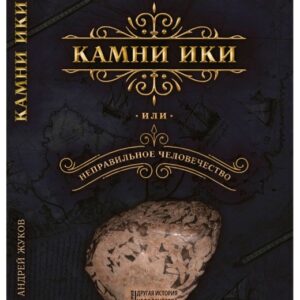 КАМНИ ИКИ
· ИЛИ ·
НЕПРАВИЛЬНОЕ ЧЕЛОВЕЧЕСТВО
ДРУГАЯ ИСТОРИЯ
КАМНИ ИКИ
АНДРЕЙ ЖУКОВ